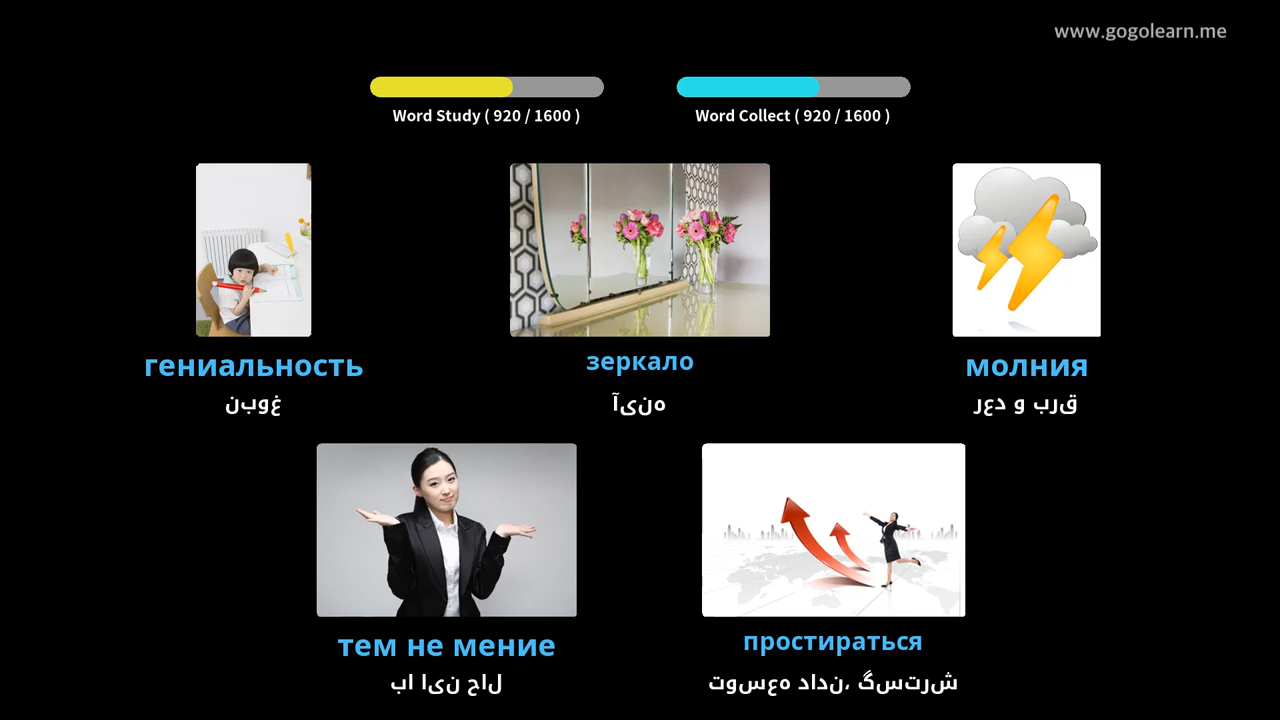 www.gogolearn.me
Word Study ( 920 / 1600 )
Word Collect ( 920 / 1600 )
гениальность
نبوغ
зеркало
آینه
молния
رعد و برق
тем не мение
با این حال
простираться
توسعه دادن، گسترش